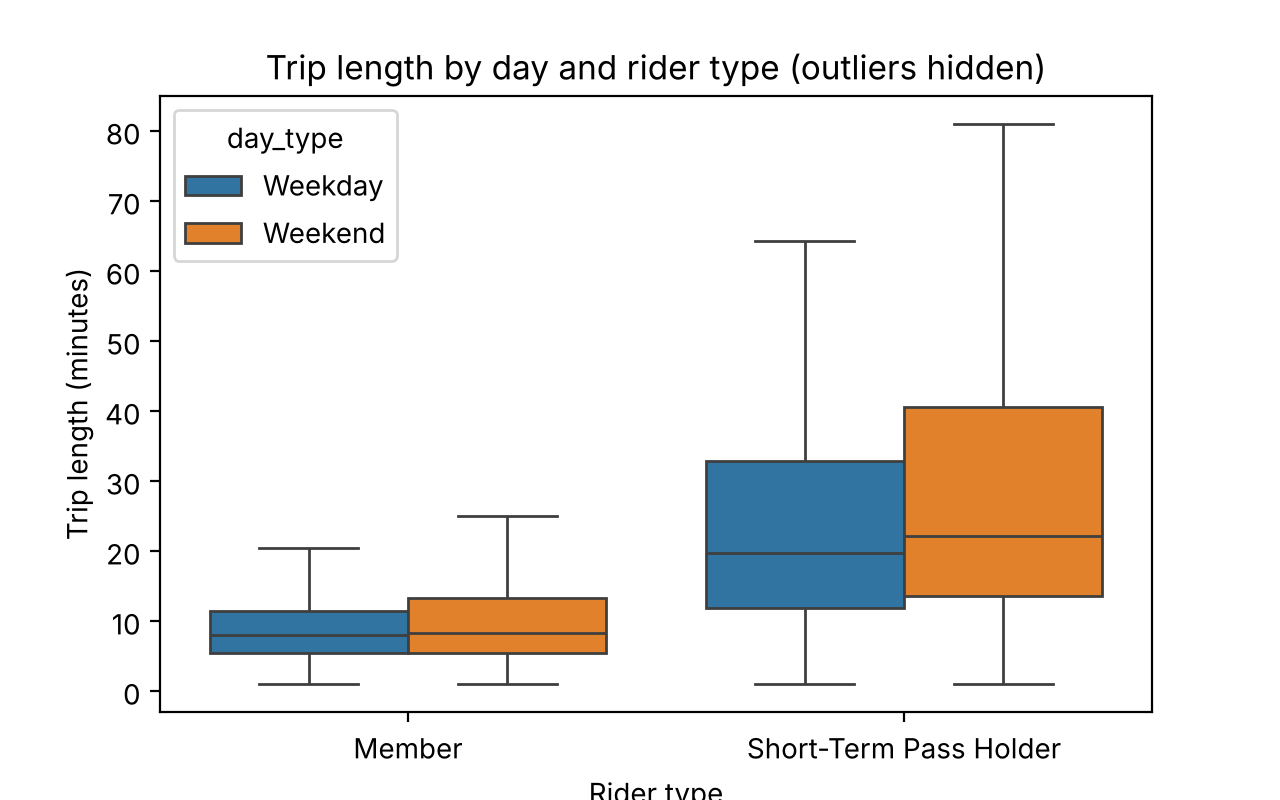 Trip length by day and rider type (outliers hidden)
day_type
Weekday
Weekend
Trip length (minutes)
80
70
60
50
40
30
20
10
0
Member
Short-Term Pass Holder
Rider type